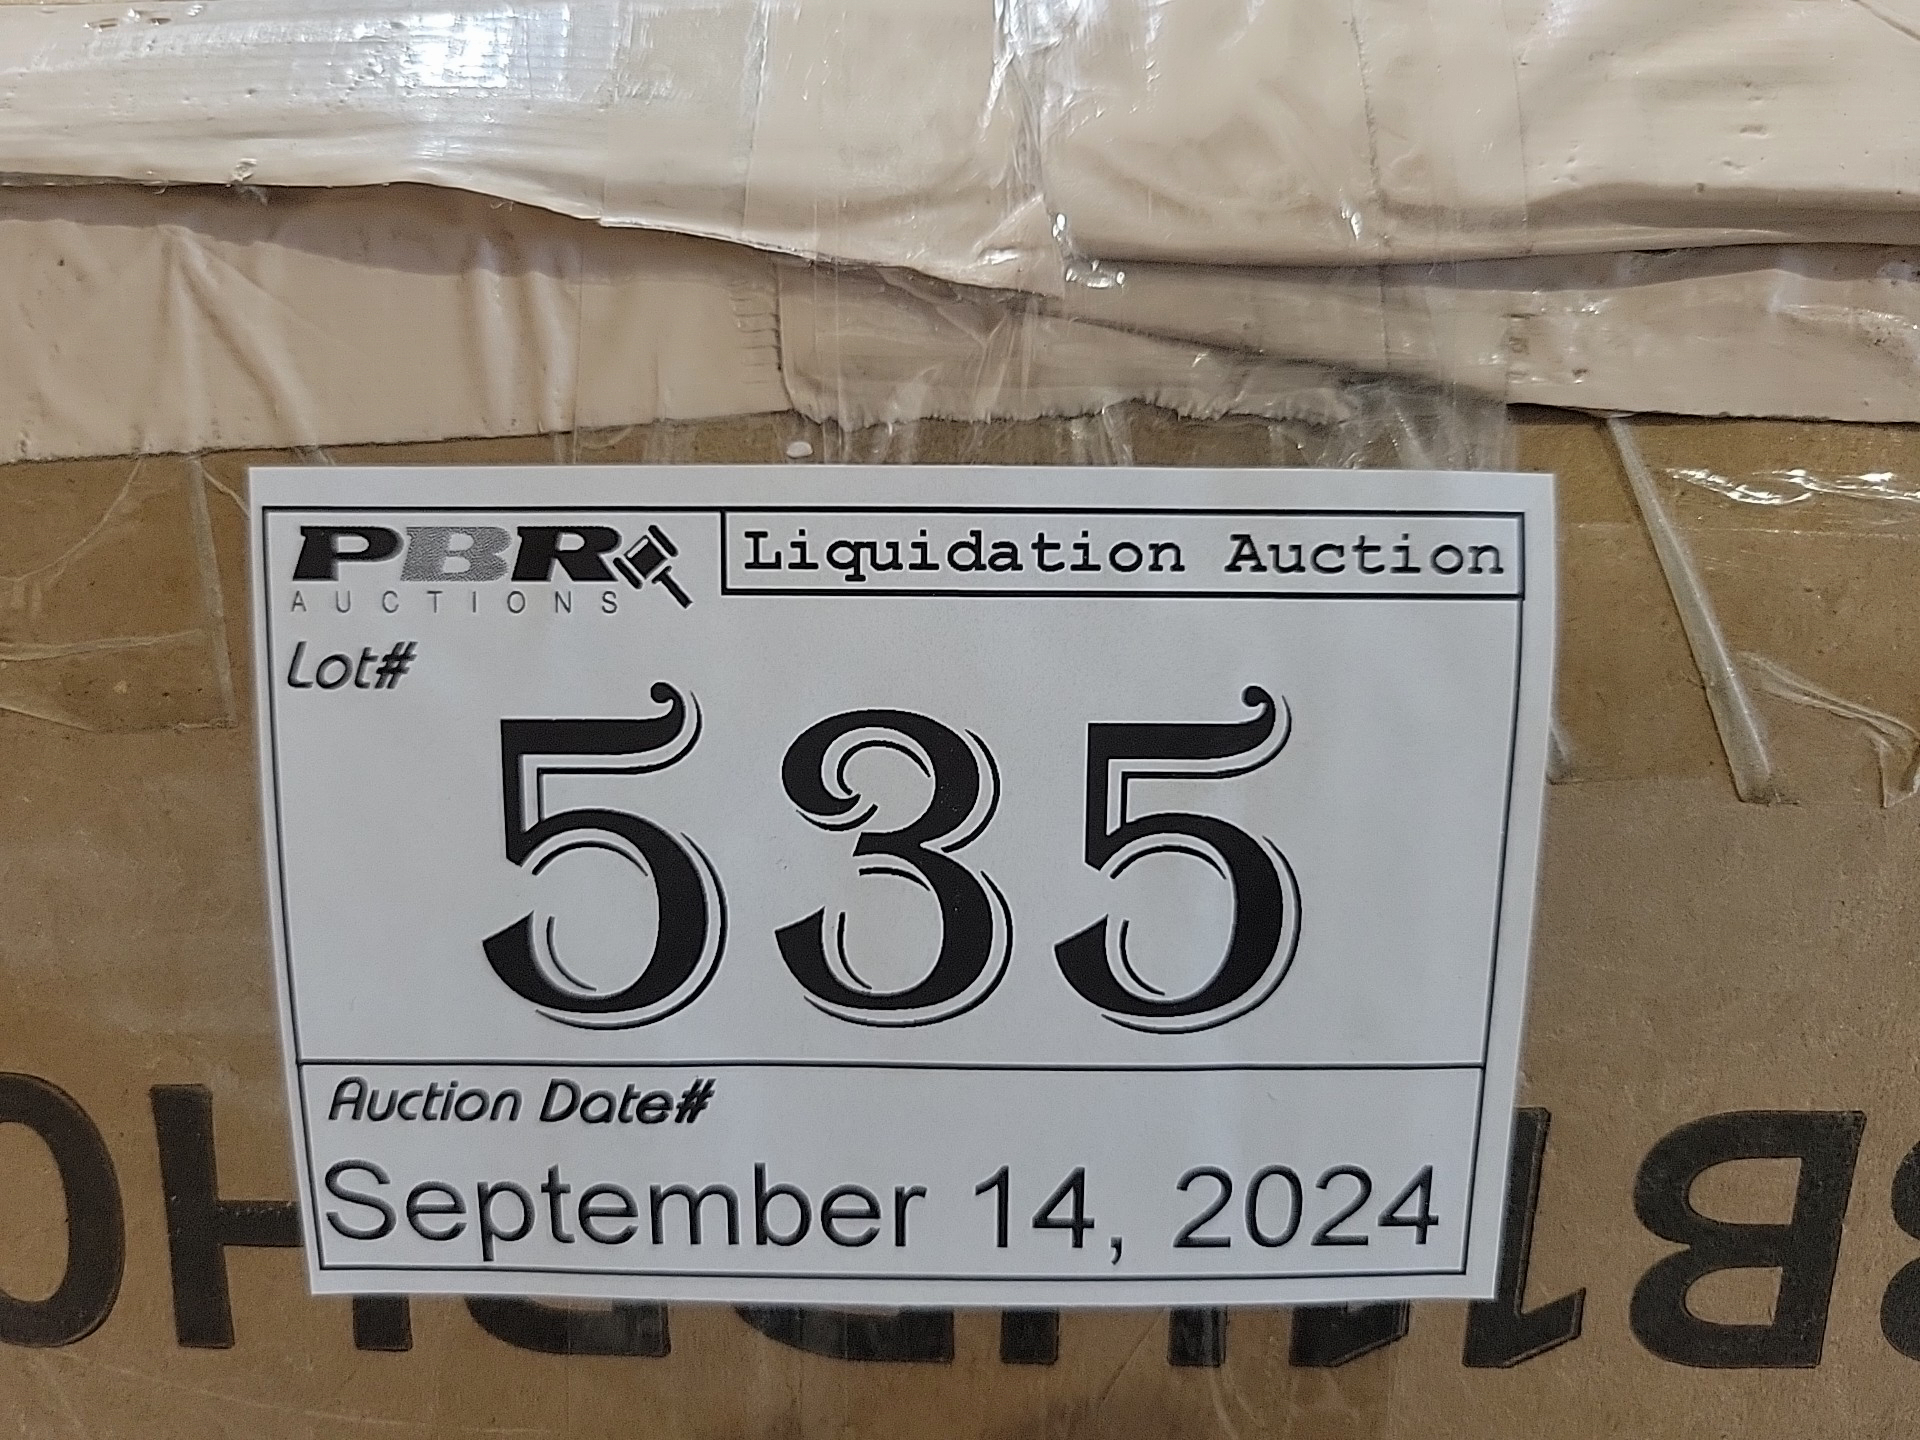 PBR
AUCTIONS
Liquidation Auction
Lot#
535
Auction Date#
September 14, 2024